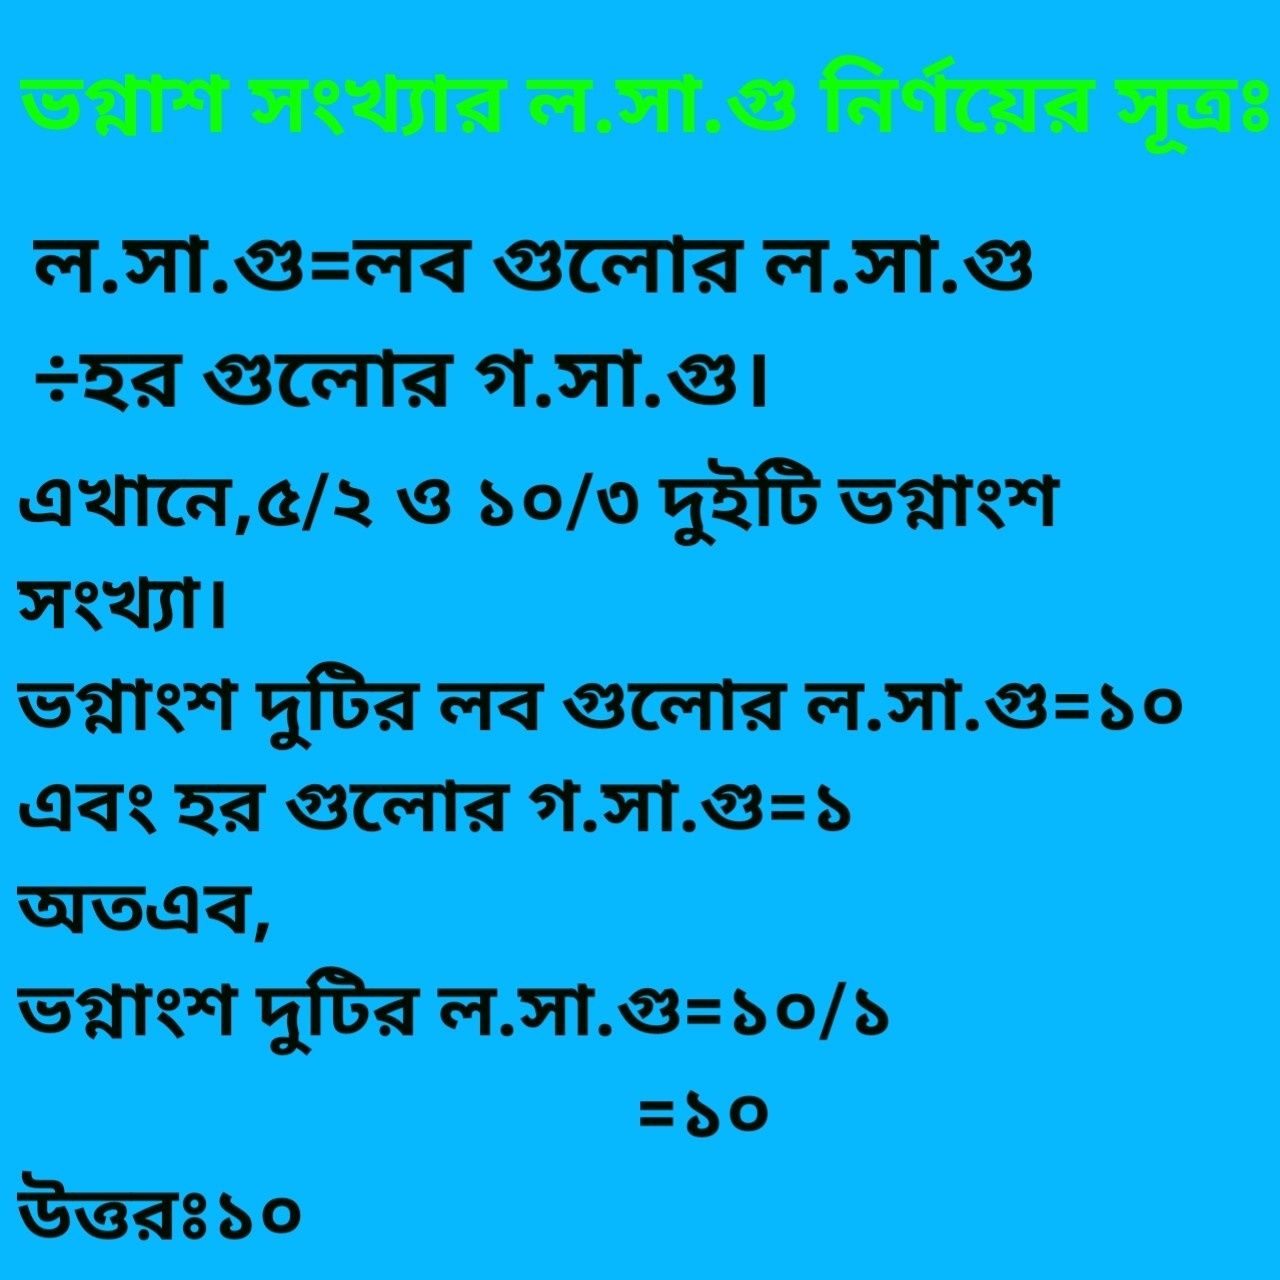 ভগ্নাশ সংখ্যার ল.সা.গু নির্ণয়ের সূত্রঃ
ল.সা.গু=লব গুলোর ল.সা.গু
÷হর গুলোর গ.সা.গু।
এখানে,৫/২ ও ১০/৩ দুইটি ভগ্নাংশ
সংখ্যা।
ভগ্নাংশ দুটির লব গুলোর ল.সা.গু=১০
এবং হর গুলোর গ.সা.গু=১
অতএব,
ভগ্নাংশ দুটির ল.সা.গু=১০/১
=১০
উত্তরঃ১০